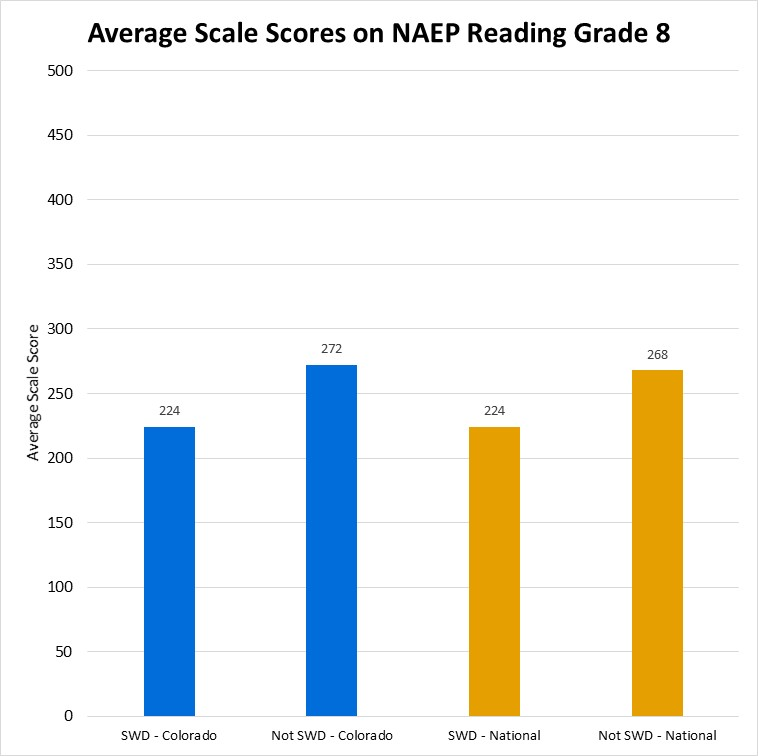 Average Scale Scores on NAEP Reading Grade 8
500
450
400
350
300
250
200
150
100
50
0
Average Scale Score
224
272
224
268
SWD - Colorado
Not SWD - Colorado
SWD - National
Not SWD - National